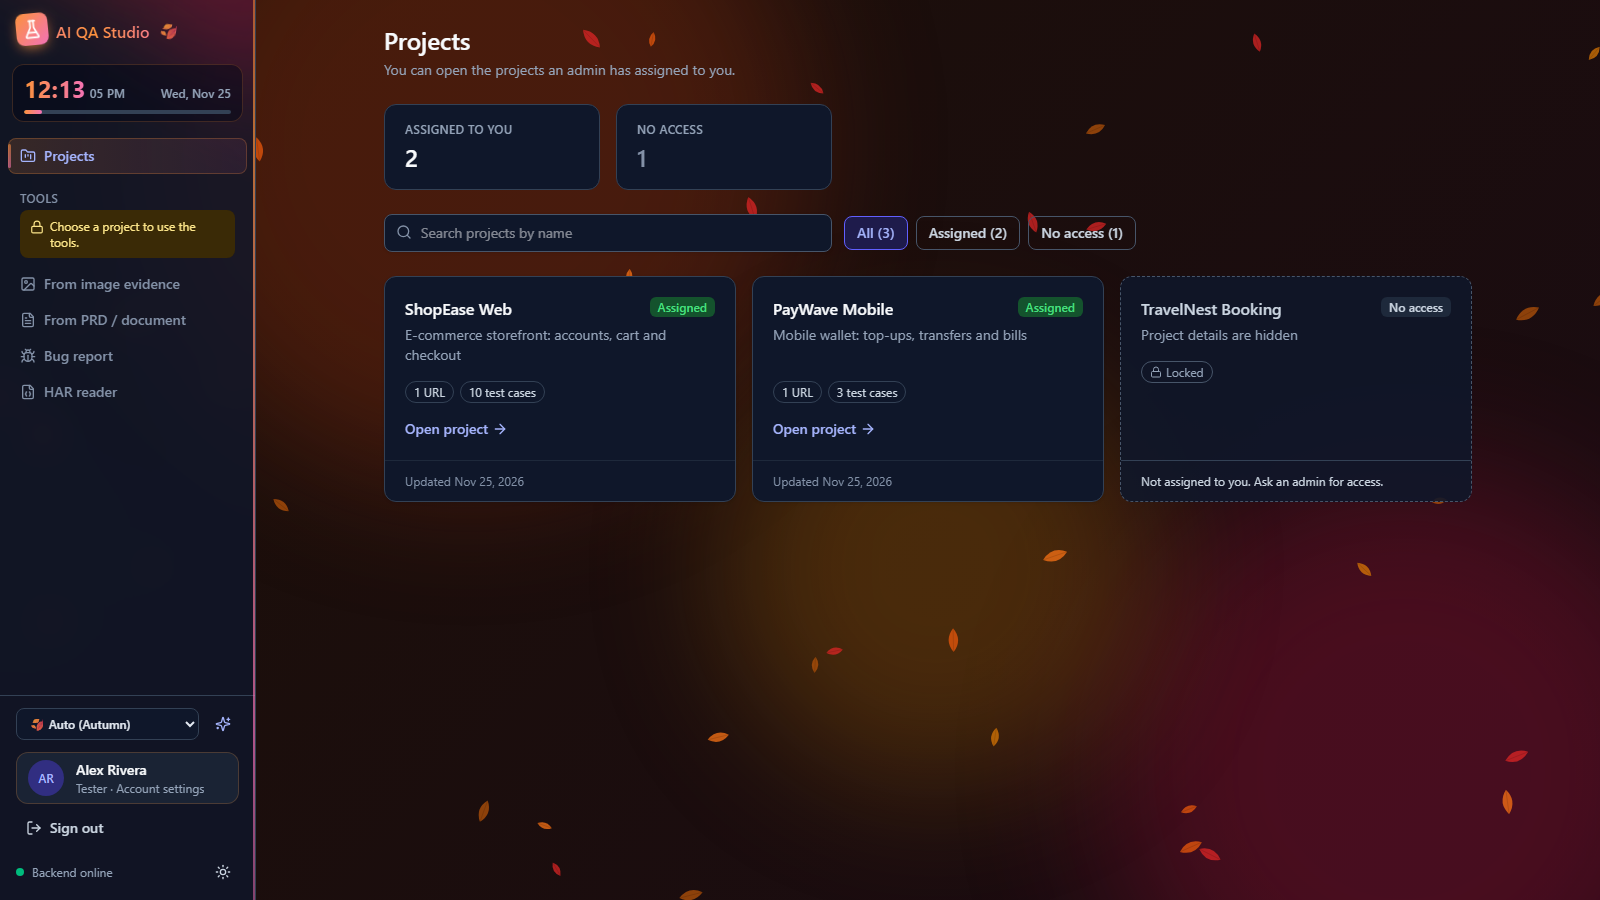 AI QA Studio
12:13 05 PM Wed, Nov 25
Projects
TOOLS
Choose a project to use the
tools.
From image evidence
From PRD / document
Bug report
HAR reader
Auto (Autumn)
AR
Alex Rivera
Tester · Account settings
Sign out
Backend online
Projects
You can open the projects an admin has assigned to you.
ASSIGNED TO YOU
2
NO ACCESS
1
Search projects by name
All (3)
Assigned (2)
No access (1)
ShopEase Web
Assigned
E-commerce storefront: accounts, cart and
checkout
1 URL
10 test cases
Open project →
Updated Nov 25, 2026
PayWave Mobile
Assigned
Mobile wallet: top-ups, transfers and bills
1 URL
3 test cases
Open project →
Updated Nov 25, 2026
TravelNest Booking
No access
Project details are hidden
Locked
Not assigned to you. Ask an admin for access.